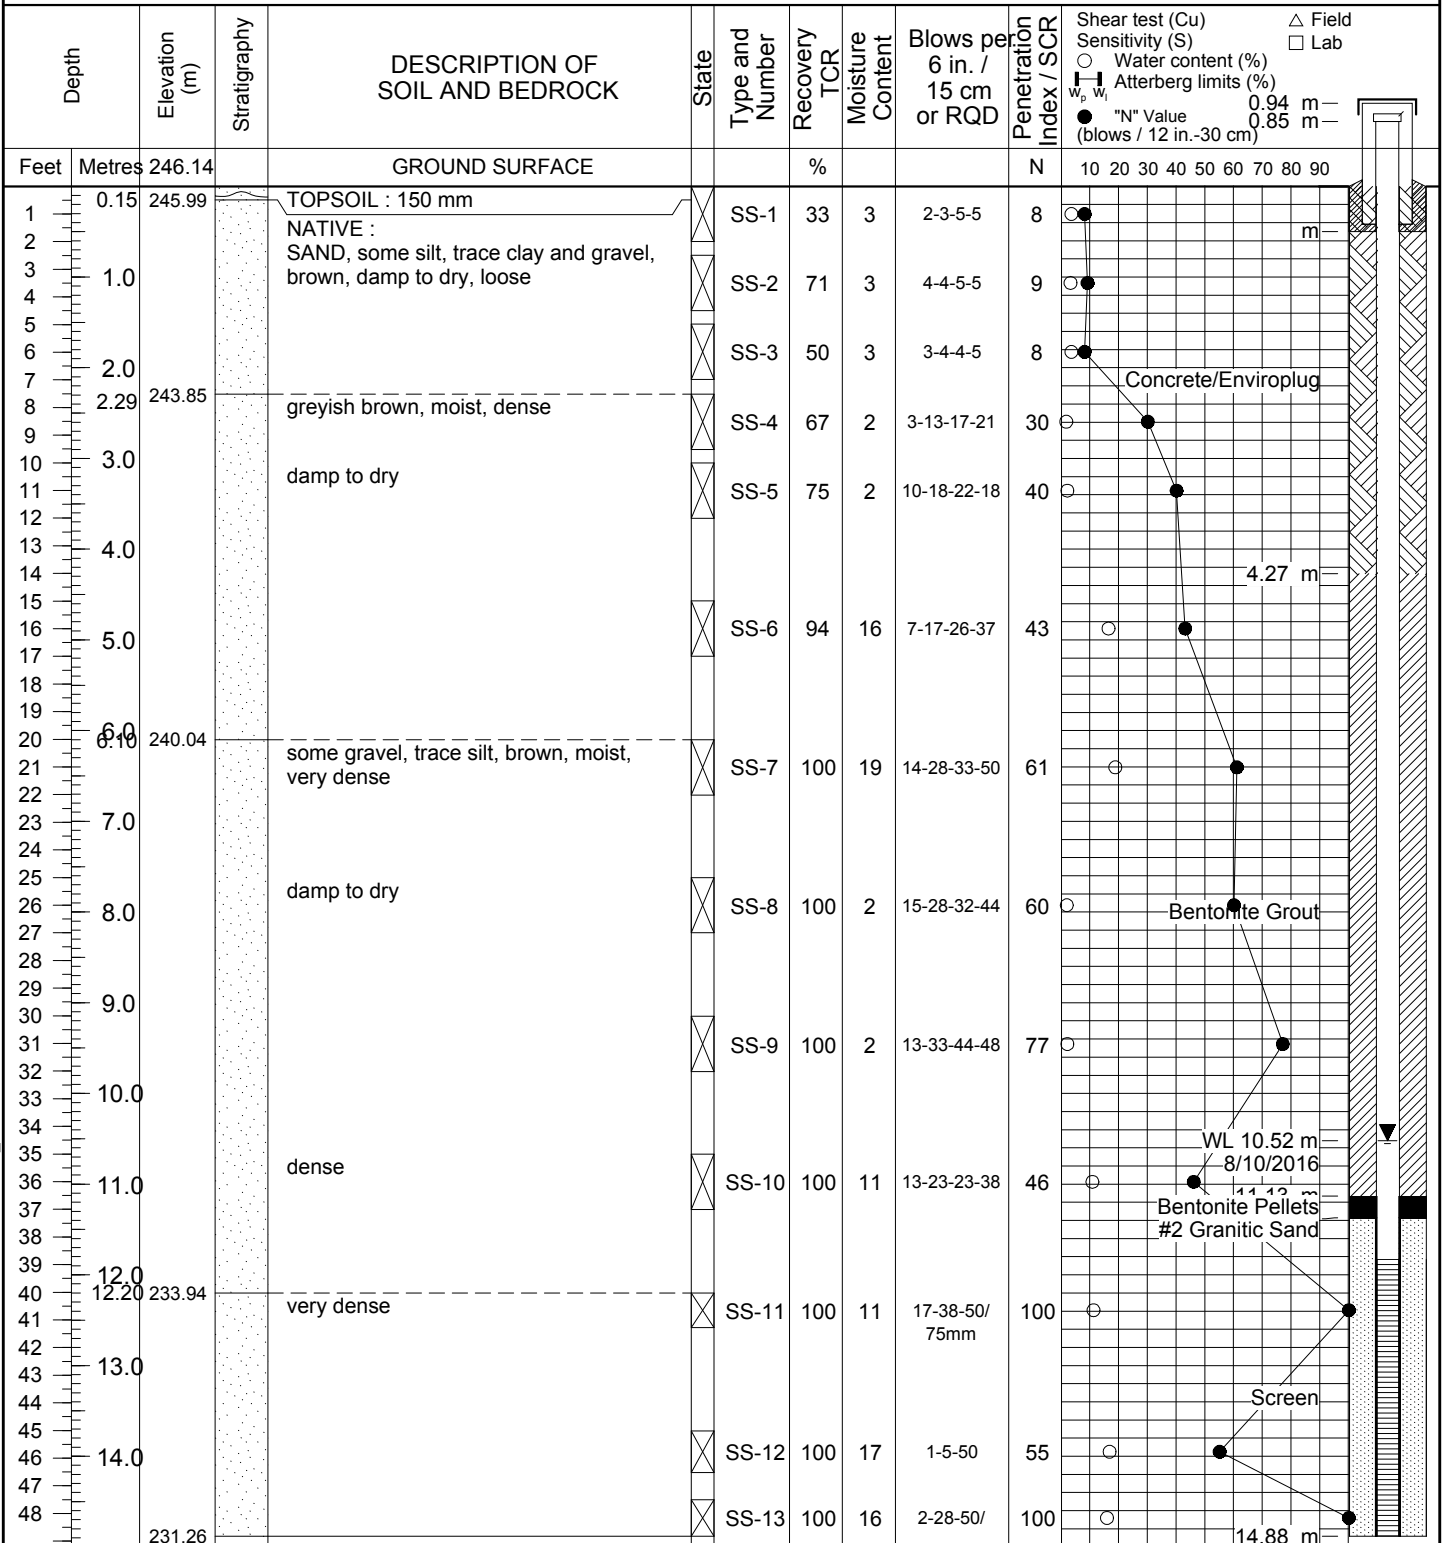 Depth
Elevation (m)
Stratigraphy
DESCRIPTION OF
SOIL AND BEDROCK
State
Type and Number
Recovery TCR
Moisture Content
Blows per
6 in. /
15 cm
or RQD
Penetration Index / SCR
Shear test (Cu) △ Field
Sensitivity (S) □ Lab
○ Water content (%)
Wp Wl Atterberg limits (%)
● "N" Value
(blows / 12 in.-30 cm)
0.94 m
0.85 m
Feet Metres 246.14 GROUND SURFACE % N 10 20 30 40 50 60 70 80 90
0.15 245.99 TOPSOIL : 150 mm
1 SS-1 33 3 2-3-5-5 8
NATIVE :
2 m
SAND, some silt, trace clay and gravel,
3 1.0 brown, damp to dry, loose SS-2 71 3 4-4-5-5 9
4
5
6 SS-3 50 3 3-4-4-5 8
2.0
7 Concrete/Enviroplug
2.29 243.85
8 greyish brown, moist, dense SS-4 67 2 3-13-17-21 30
9
10 3.0
damp to dry
11 SS-5 75 2 10-18-22-18 40
12
13 4.0
14 4.27 m
15
16 5.0 SS-6 94 16 7-17-26-37 43
17
18
19
6.0
20 6.10 240.04
some gravel, trace silt, brown, moist,
21 very dense SS-7 100 19 14-28-33-50 61
22
23 7.0
24
25
damp to dry
26 8.0 SS-8 100 2 15-28-32-44 60
Bentonite Grout
27
28
29
9.0
30
31 SS-9 100 2 13-33-44-48 77
32
33 10.0
34
WL 10.52 m
35 8/10/2016
dense
36 11.0 SS-10 100 11 13-23-23-38 46
11.13 m
37 Bentonite Pellets
38 #2 Granitic Sand
39
12.0
40 12.20 233.94
very dense
41 SS-11 100 11 17-38-50/ 100
75mm
42
43 13.0
44 Screen
45
46 14.0 SS-12 100 17 1-5-50 55
47
48 SS-13 100 16 2-28-50/ 100
231.26 14.88 m